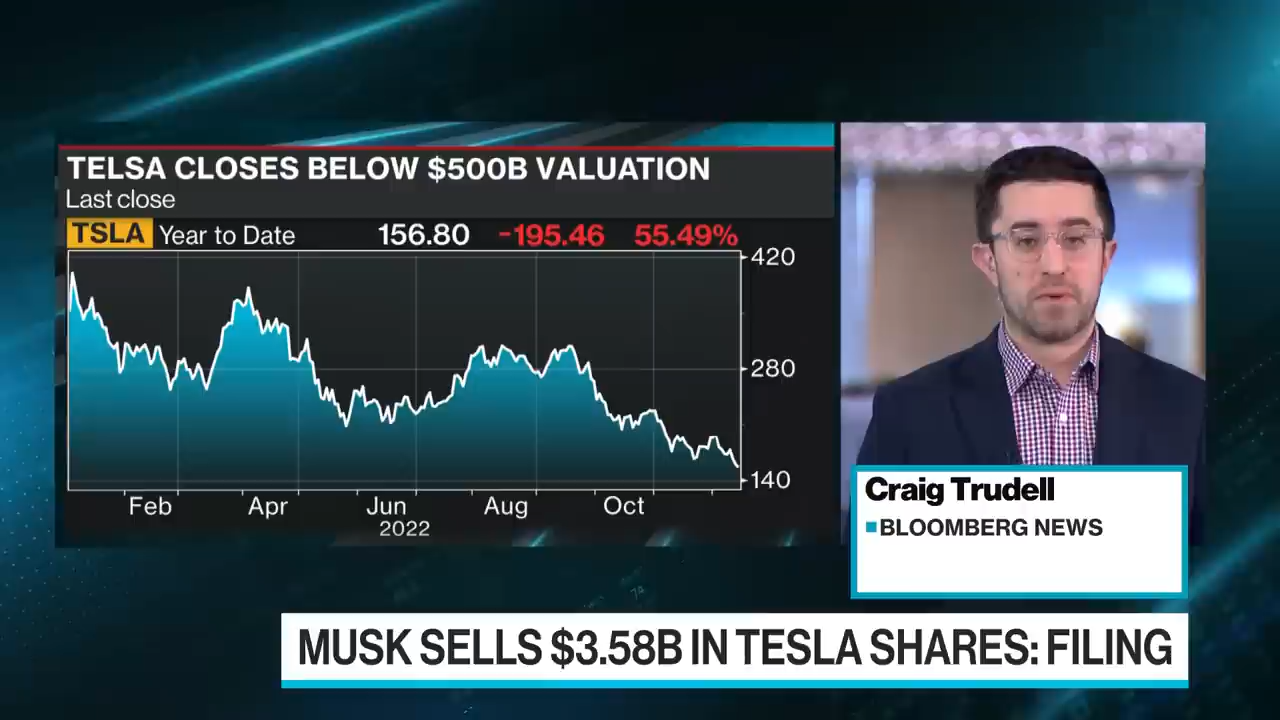 TELSA CLOSES BELOW $500B VALUATION
Last close
TSLA Year to Date 156.80 -195.46 55.49%
420
280
140
Feb Apr Jun Aug Oct
2022
Craig Trudell
BLOOMBERG NEWS
MUSK SELLS $3.58B IN TESLA SHARES: FILING